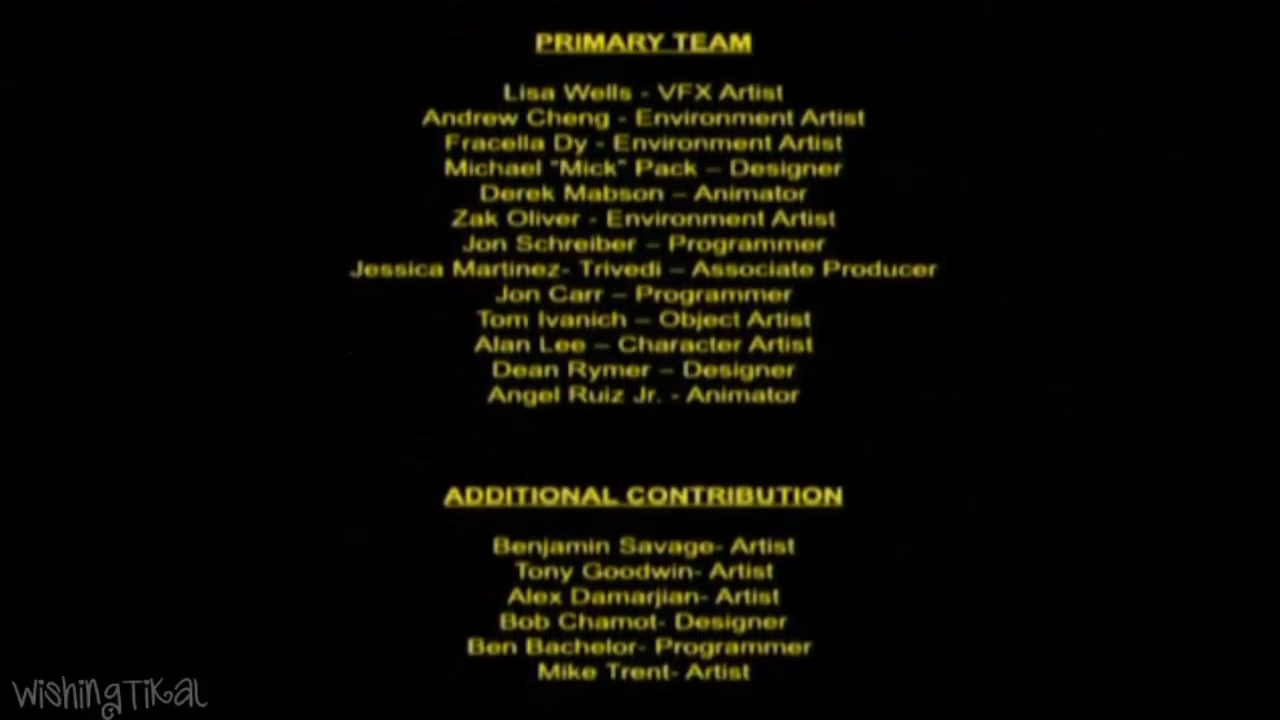 PRIMARY TEAM
Lisa Wells - VFX Artist
Andrew Cheng - Environment Artist
Fracella Dy - Environment Artist
Michael "Mick" Pack – Designer
Derek Mabson – Animator
Zak Oliver - Environment Artist
Jon Schreiber – Programmer
Jessica Martinez- Trivedi – Associate Producer
Jon Carr – Programmer
Tom Ivanich – Object Artist
Alan Lee – Character Artist
Dean Rymer – Designer
Angel Ruiz Jr. - Animator
ADDITIONAL CONTRIBUTION
Benjamin Savage- Artist
Tony Goodwin- Artist
Alex Damarjian- Artist
Bob Chamot- Designer
Ben Bachelor- Programmer
Mike Trent- Artist
WishingTikal